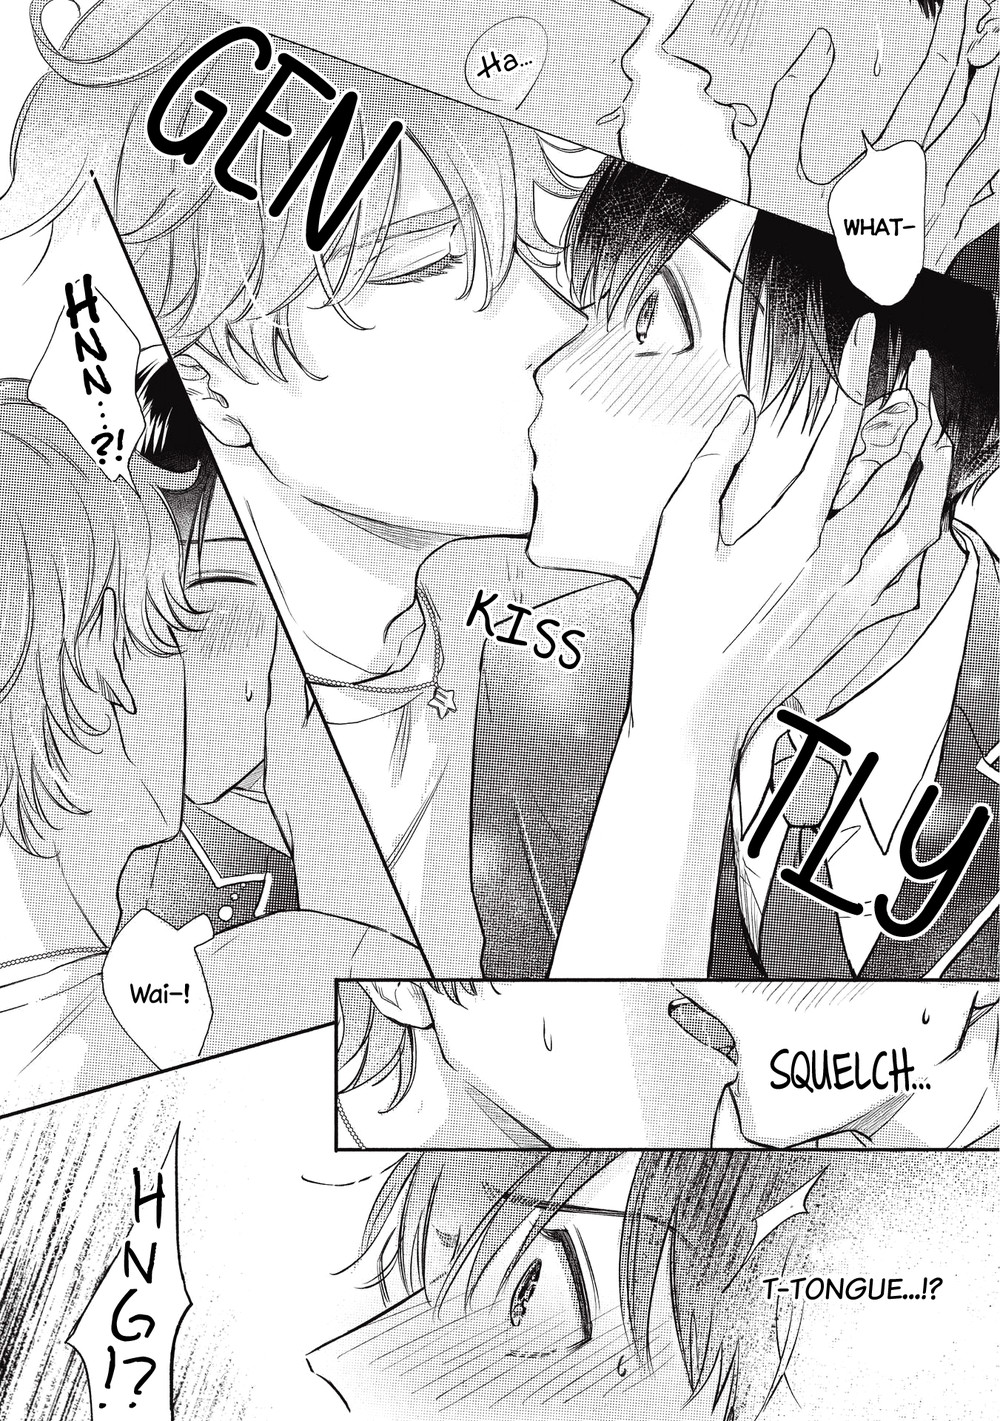 Ha...
WHAT-
GEN
TLY
KISS
HNN...?!
Wai-!
SQUELCH...
T-TONGUE...!?
HNG!?